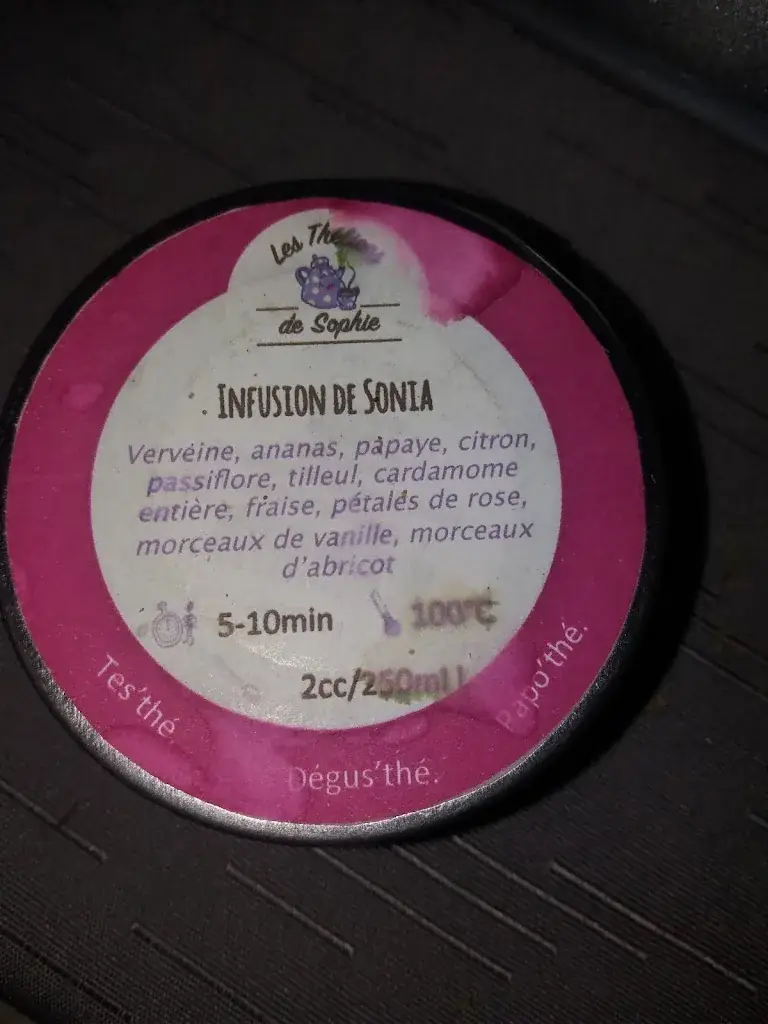 Les
de Sophie
INFUSION DE SONIA
Verveine, ananas, papaye, citron,
passiflore, tilleul, cardamome
entière, fraise, pétales de rose,
morceaux de vanille, morceaux
d'abricot
5-10min 100°C
2cc/250ml
Tes'thé.
Dégus'thé.
Papo'thé.